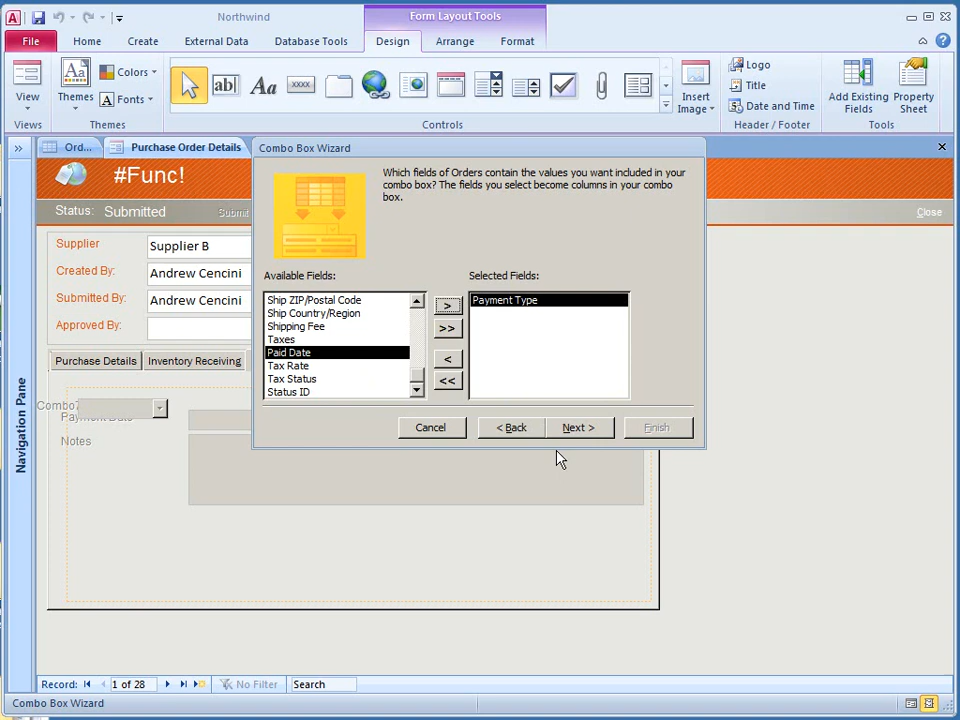 Northwind
Form Layout Tools
File
Home
Create
External Data
Database Tools
Design
Arrange
Format
View
Views
Themes
Colors
Fonts
Themes
ab|
Aa
xxxx
Controls
Insert
Image
Logo
Title
Date and Time
Header / Footer
Add Existing
Fields
Property
Sheet
Tools
Ord...
Purchase Order Details
#Func!
Status: Submitted
Submit
Close
Supplier
Supplier B
Created By:
Andrew Cencini
Submitted By:
Andrew Cencini
Approved By:
Purchase Details
Inventory Receiving
Payment Date
Notes
Navigation Pane
Combo Box Wizard
Which fields of Orders contain the values you want included in your
combo box? The fields you select become columns in your combo
box.
Available Fields:
Selected Fields:
Ship ZIP/Postal Code
Ship Country/Region
Shipping Fee
Taxes
Paid Date
Tax Rate
Tax Status
Status ID
>
>>
<
<<
Payment Type
Cancel
< Back
Next >
Finish
Record:
1 of 28
No Filter
Search
Combo Box Wizard